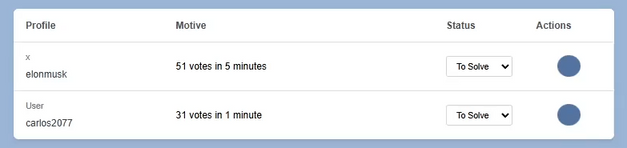 Profile Motive Status Actions
x
elonmusk
51 votes in 5 minutes
To Solve
User
carlos2077
31 votes in 1 minute
To Solve